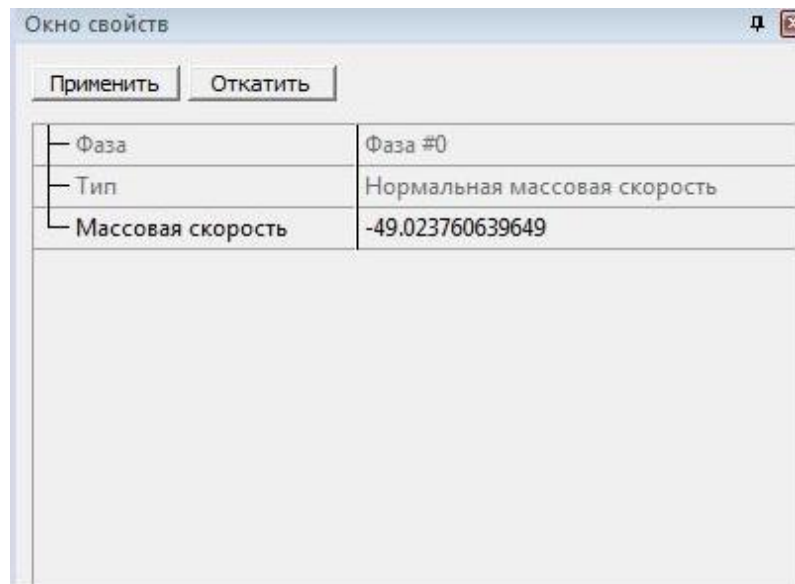 Окно свойств
Применить Откатить
Фаза Фаза #0
Тип Нормальная массовая скорость
Массовая скорость -49.023760639649